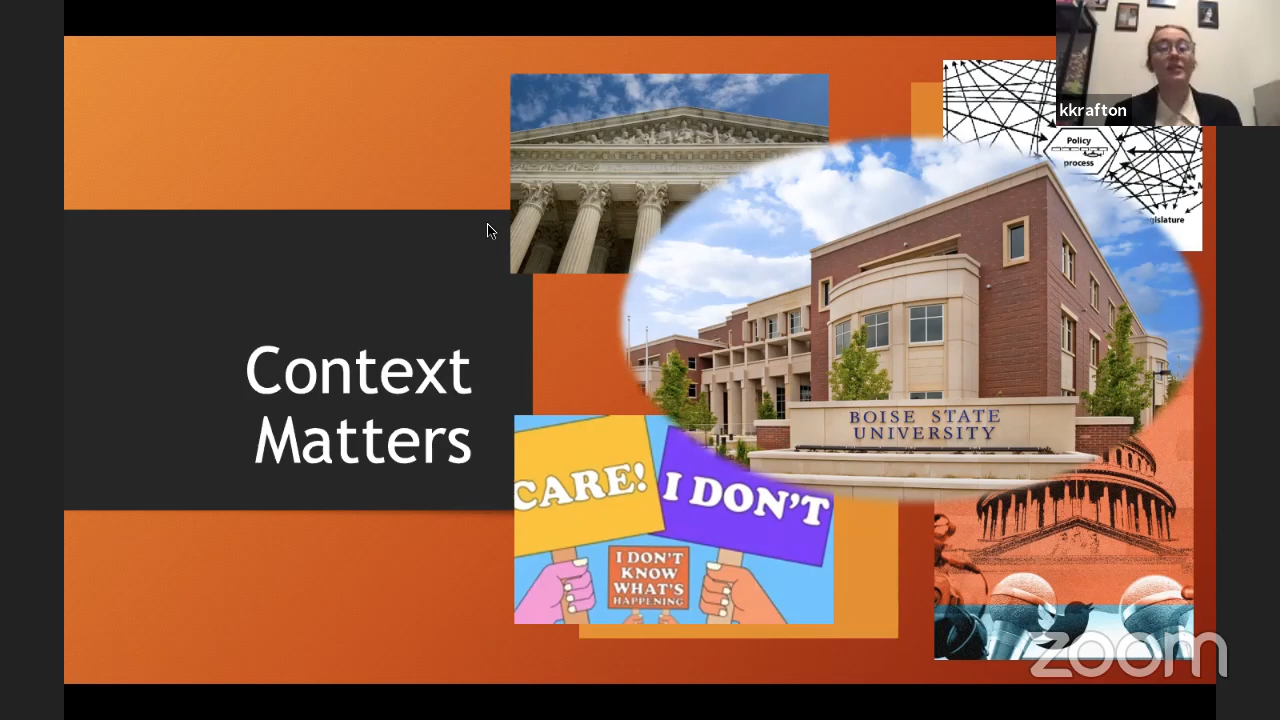 kkrafton
Policy
process
islature
Context
Matters
BOISE STATE
UNIVERSITY
CARE!
I DON'T
I DON'T
KNOW
WHAT'S
HAPPENING
zoom